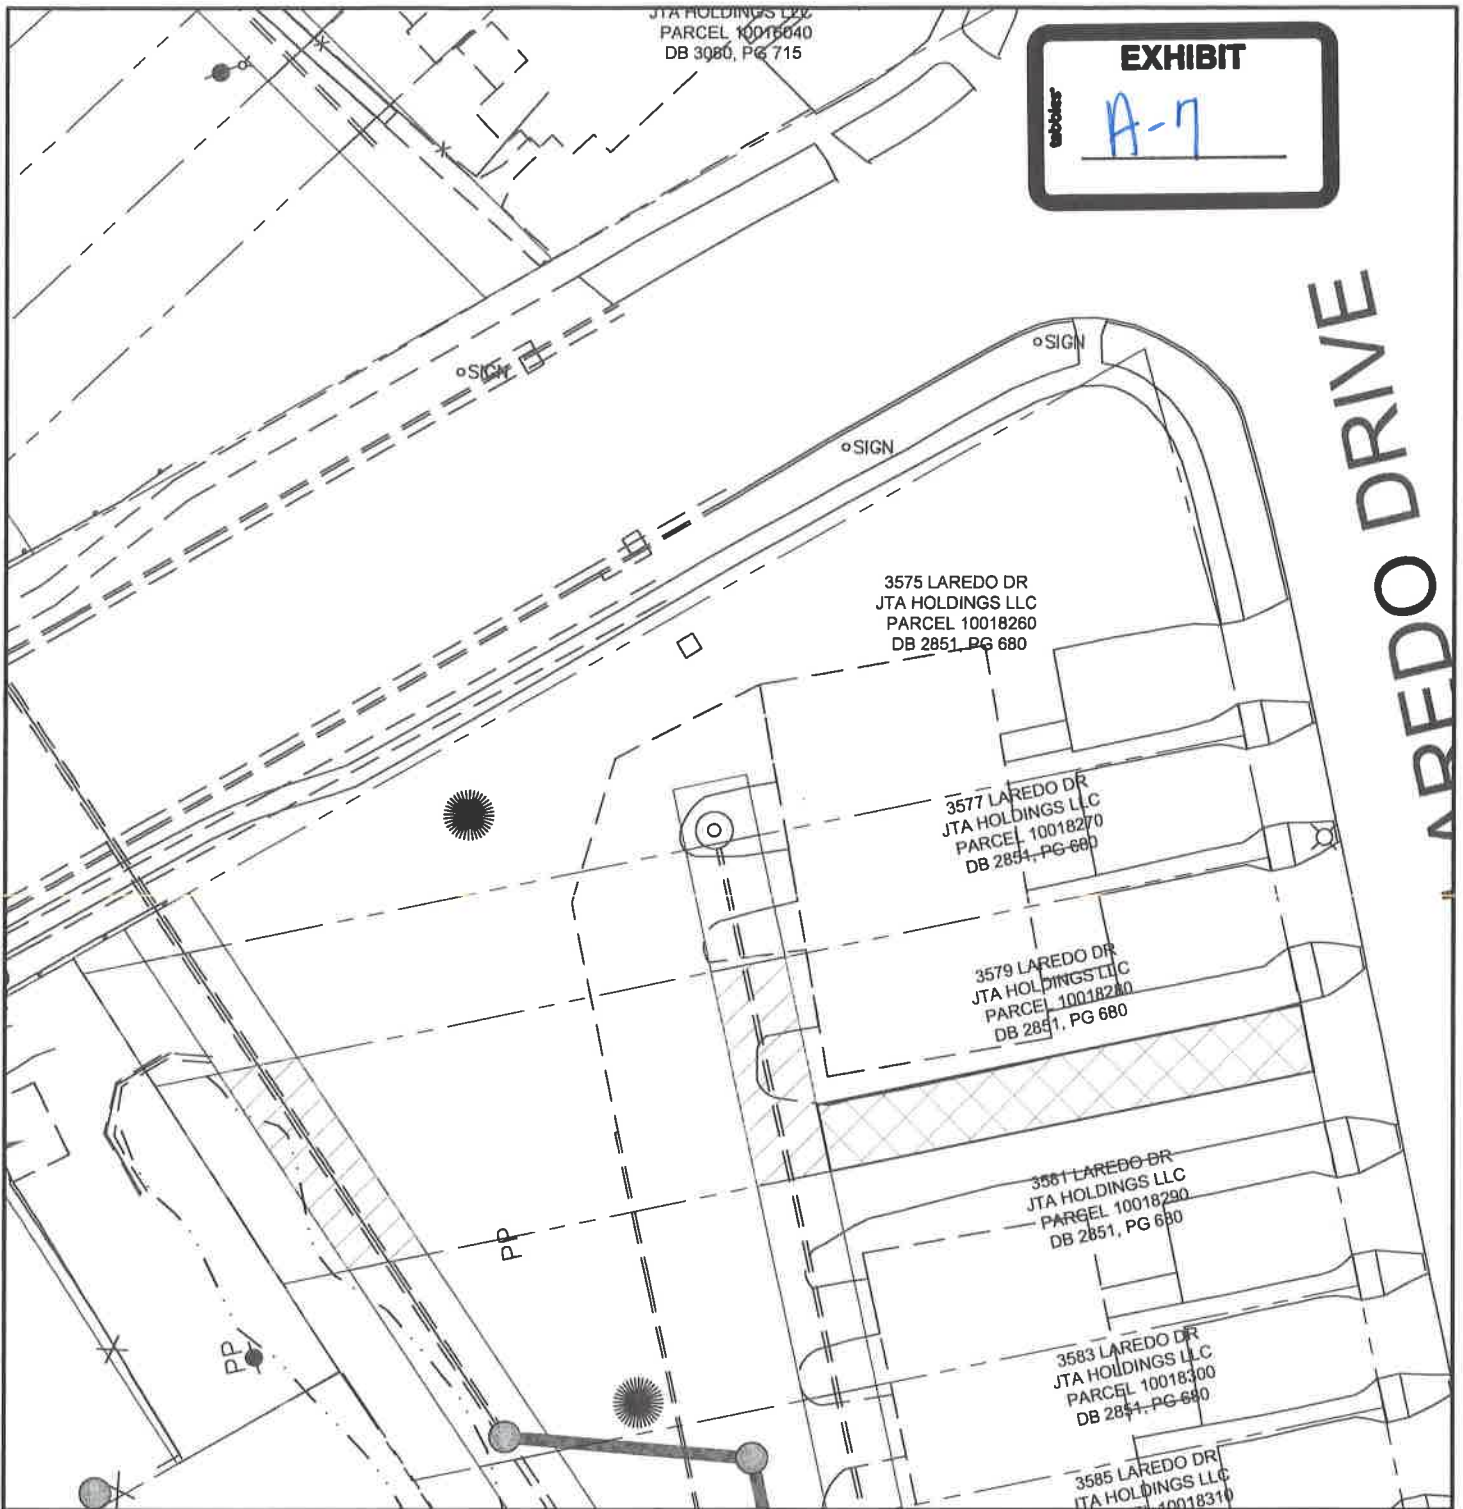 JTA HOLDINGS LLC
PARCEL 10016040
DB 3080, PG 715
EXHIBIT
tabbies'
A-7
SIGN
SIGN
SIGN
LAREDO DRIVE
3575 LAREDO DR
JTA HOLDINGS LLC
PARCEL 10018260
DB 2851, PG 680
3577 LAREDO DR
JTA HOLDINGS LLC
PARCEL 10018270
DB 2851, PG 680
3579 LAREDO DR
JTA HOLDINGS LLC
PARCEL 10018280
DB 2851, PG 680
3581 LAREDO DR
JTA HOLDINGS LLC
PARCEL 10018290
DB 2851, PG 680
PP
PP
3583 LAREDO DR
JTA HOLDINGS LLC
PARCEL 10018300
DB 2851, PG 680
3585 LAREDO DR
JTA HOLDINGS LLC
10018310